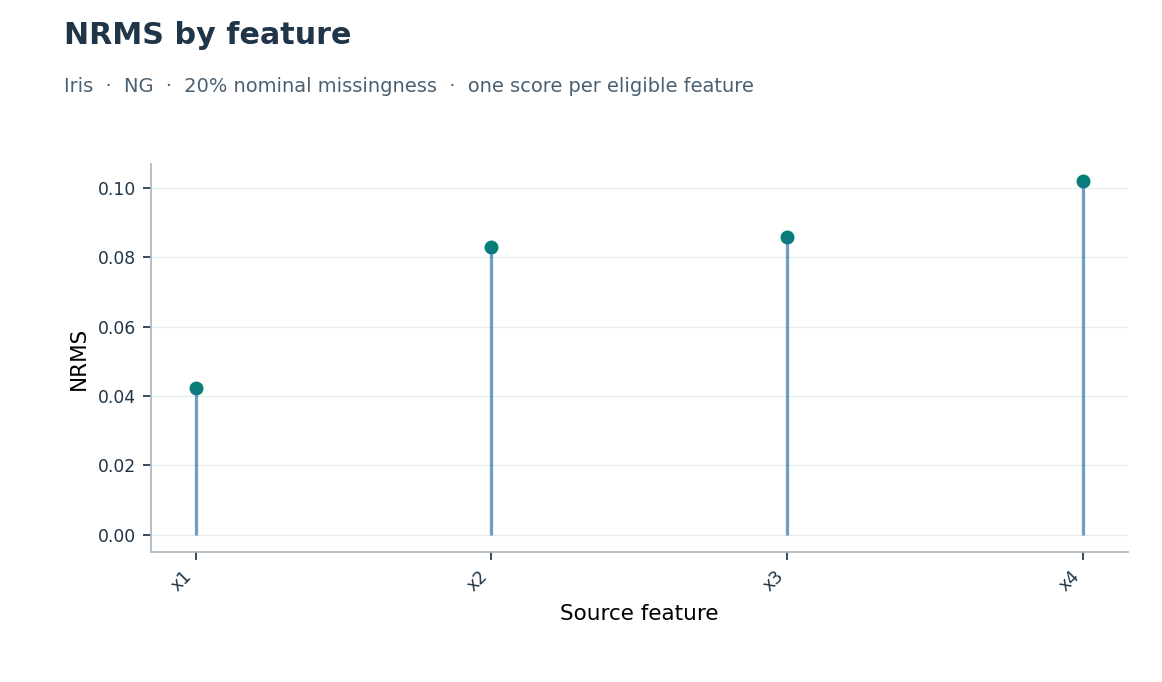 NRMS by feature
Iris · NG · 20% nominal missingness · one score per eligible feature
NRMS
0.10
0.08
0.06
0.04
0.02
0.00
x1 x2 x3 x4
Source feature